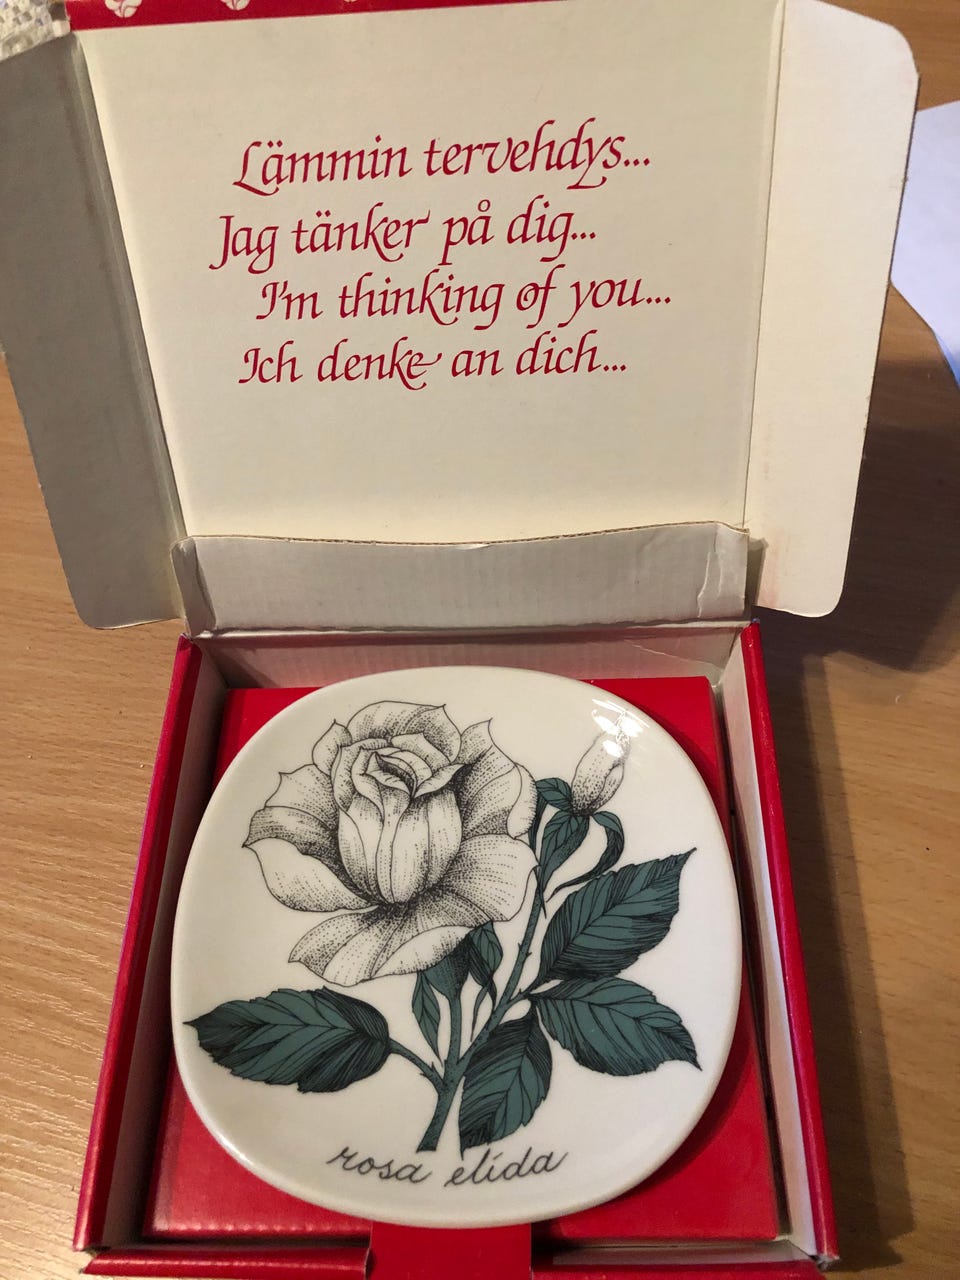 Lämmin tervehdys...
Jag tänker på dig...
I'm thinking of you...
Ich denke an dich...
rosa elida